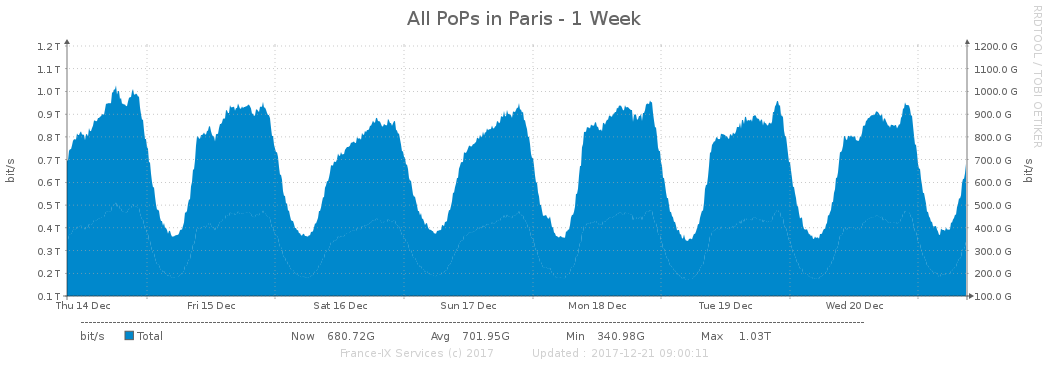 All PoPs in Paris - 1 Week
RRDTOOL / TOBI OETIKER
bit/s
1.2 T
1.1 T
1.0 T
0.9 T
0.8 T
0.7 T
0.6 T
0.5 T
0.4 T
0.3 T
0.2 T
0.1 T
1200.0 G
1100.0 G
1000.0 G
900.0 G
800.0 G
700.0 G
600.0 G
500.0 G
400.0 G
300.0 G
200.0 G
100.0 G
bit/s
Thu 14 Dec Fri 15 Dec Sat 16 Dec Sun 17 Dec Mon 18 Dec Tue 19 Dec Wed 20 Dec
bit/s Total Now 680.72G Avg 701.95G Min 340.98G Max 1.03T
France-IX Services (c) 2017 Updated : 2017-12-21 09:00:11